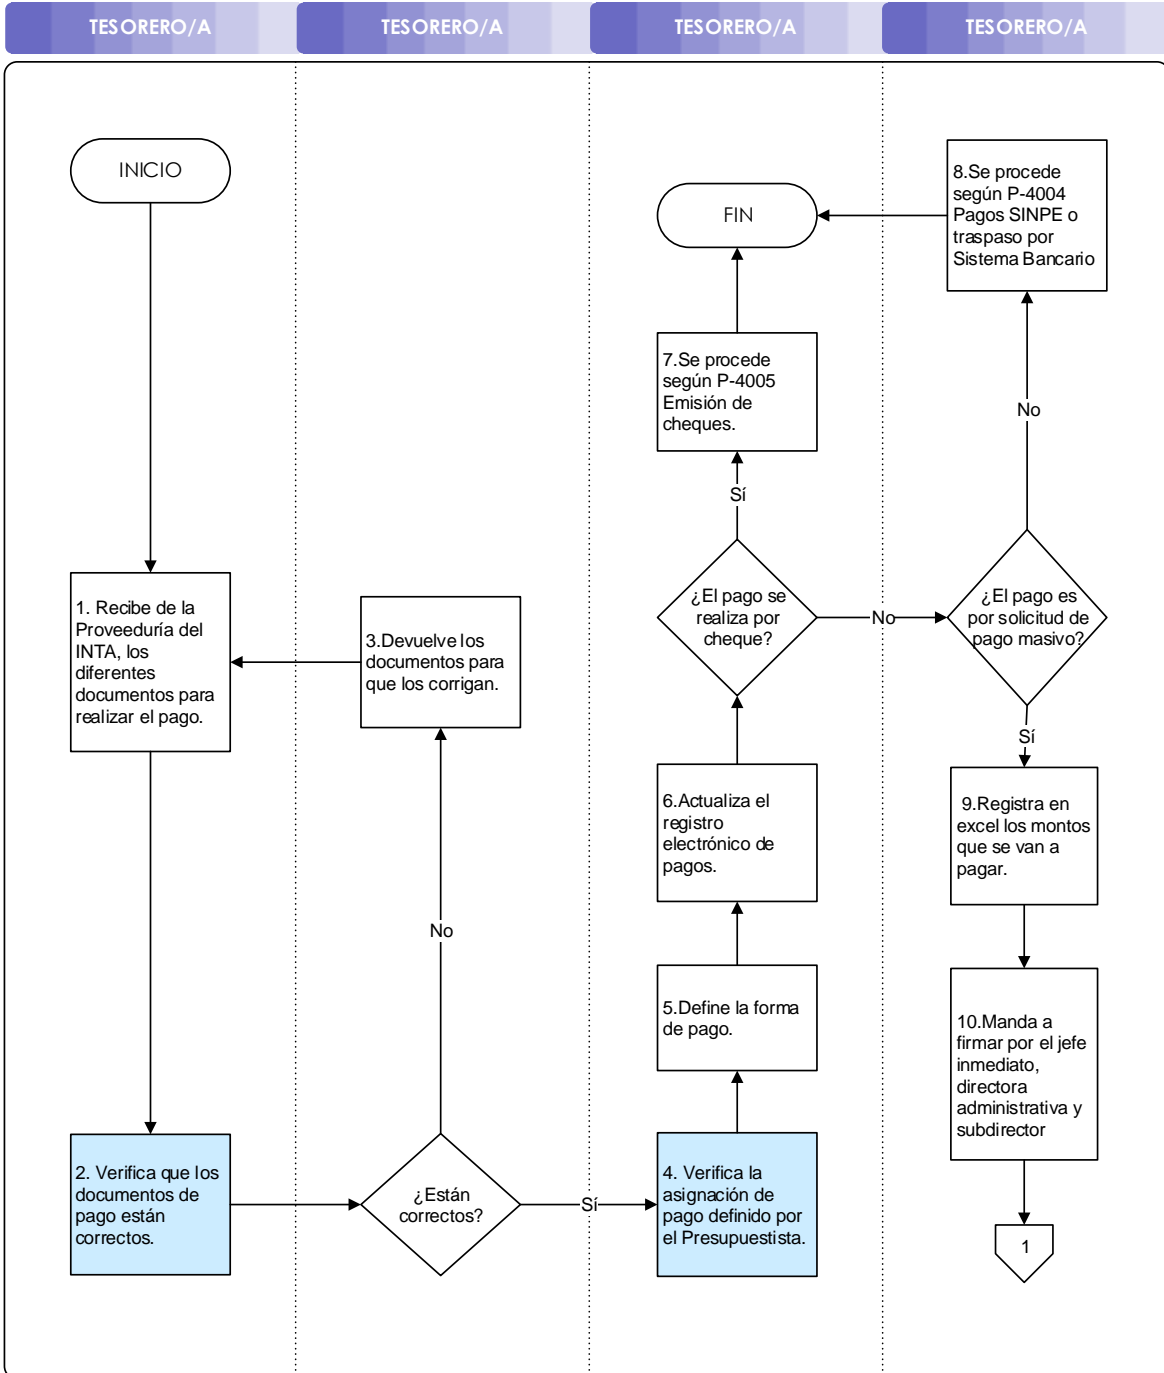 TESORERO/A
TESORERO/A
TESORERO/A
TESORERO/A
INICIO
1. Recibe de la
Proveeduría del
INTA, los
diferentes
documentos para
realizar el pago.
2. Verifica que los
documentos de
pago están
correctos.
3.Devuelve los
documentos para
que los corrigan.
No
¿Están
correctos?
Sí
FIN
7.Se procede
según P-4005
Emisión de
cheques.
Sí
¿El pago se
realiza por
cheque?
No
6.Actualiza el
registro
electrónico de
pagos.
5.Define la forma
de pago.
4. Verifica la
asignación de
pago definido por
el Presupuestista.
8.Se procede
según P-4004
Pagos SINPE o
traspaso por
Sistema Bancario
No
¿El pago es
por solicitud de
pago masivo?
Sí
9.Registra en
excel los montos
que se van a
pagar.
10.Manda a
firmar por el jefe
inmediato,
directora
administrativa y
subdirector
1